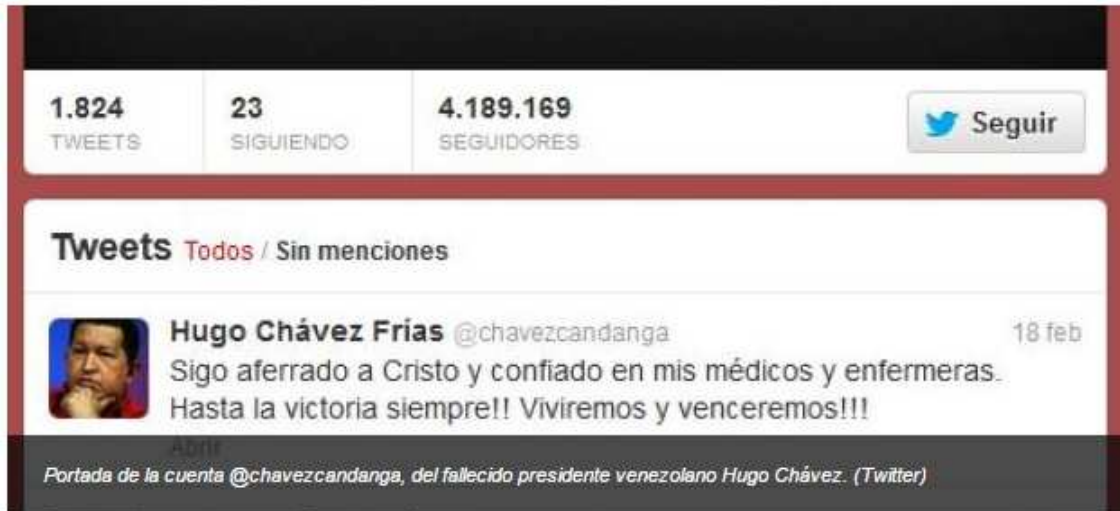 1.824 23 4.189.169
TWEETS SIGUIENDO SEGUIDORES
Seguir
Tweets Todos / Sin menciones
Hugo Chávez Frías @chavezcandanga 18 feb
Sigo aferrado a Cristo y confiado en mis médicos y enfermeras.
Hasta la victoria siempre!! Viviremos y venceremos!!!
Abrir
Portada de la cuenta @chavezcandanga, del fallecido presidente venezolano Hugo Chávez. (Twitter)